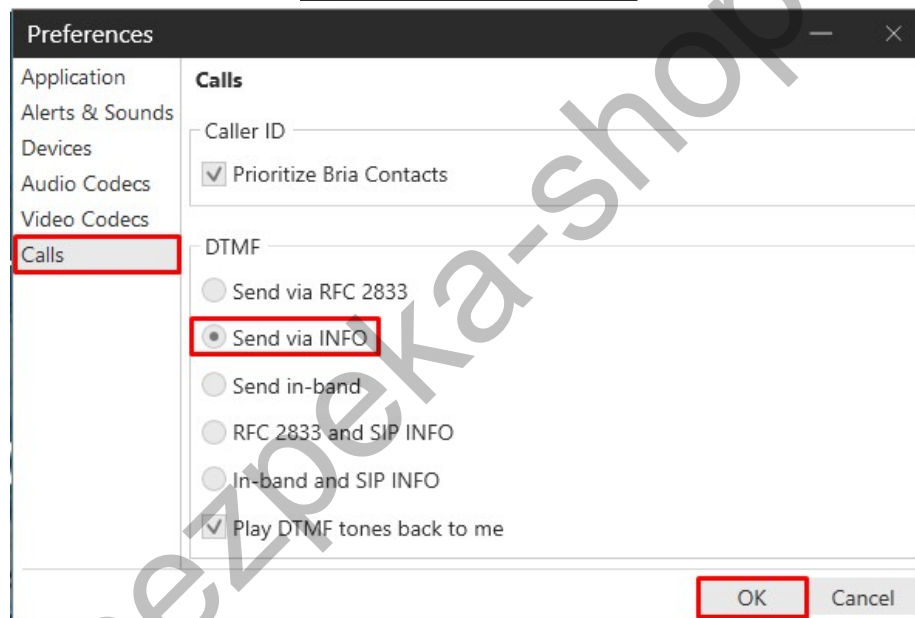 Preferences
Application
Alerts & Sounds
Devices
Audio Codecs
Video Codecs
Calls
Calls
Caller ID
Prioritize Bria Contacts
DTMF
Send via RFC 2833
Send via INFO
Send in-band
RFC 2833 and SIP INFO
In-band and SIP INFO
Play DTMF tones back to me
OK Cancel
ezpeka-shop